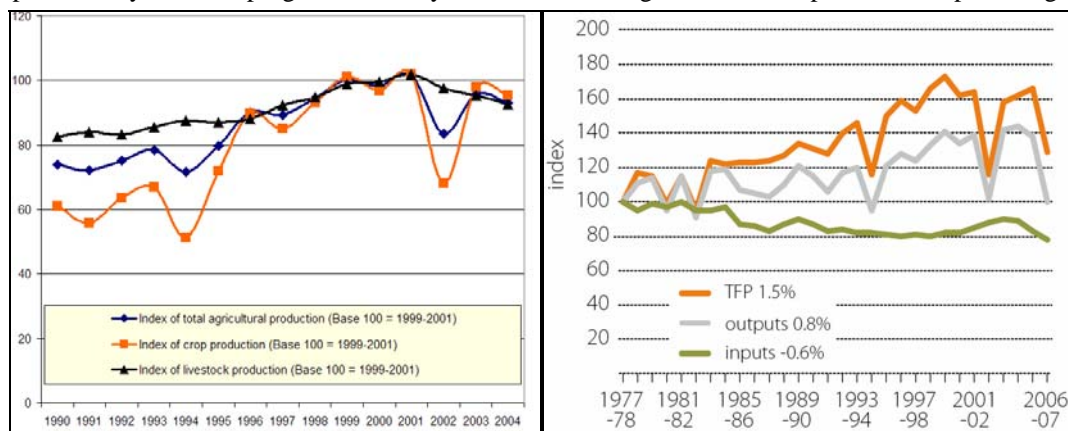 120
100
80
60
40
20
0
Index of total agricultural production (Base 100 = 1999-2001)
Index of crop production (Base 100 = 1999-2001)
Index of livestock production (Base 100 = 1999-2001)
1990 1991 1992 1993 1994 1995 1996 1997 1998 1999 2000 2001 2002 2003 2004
200
180
160
140
120
100
80
60
40
20
index
TFP 1.5%
outputs 0.8%
inputs -0.6%
1977 1981 1985 1989 1993 1997 2001 2006
-78 -82 -86 -90 -94 -98 -02 -07